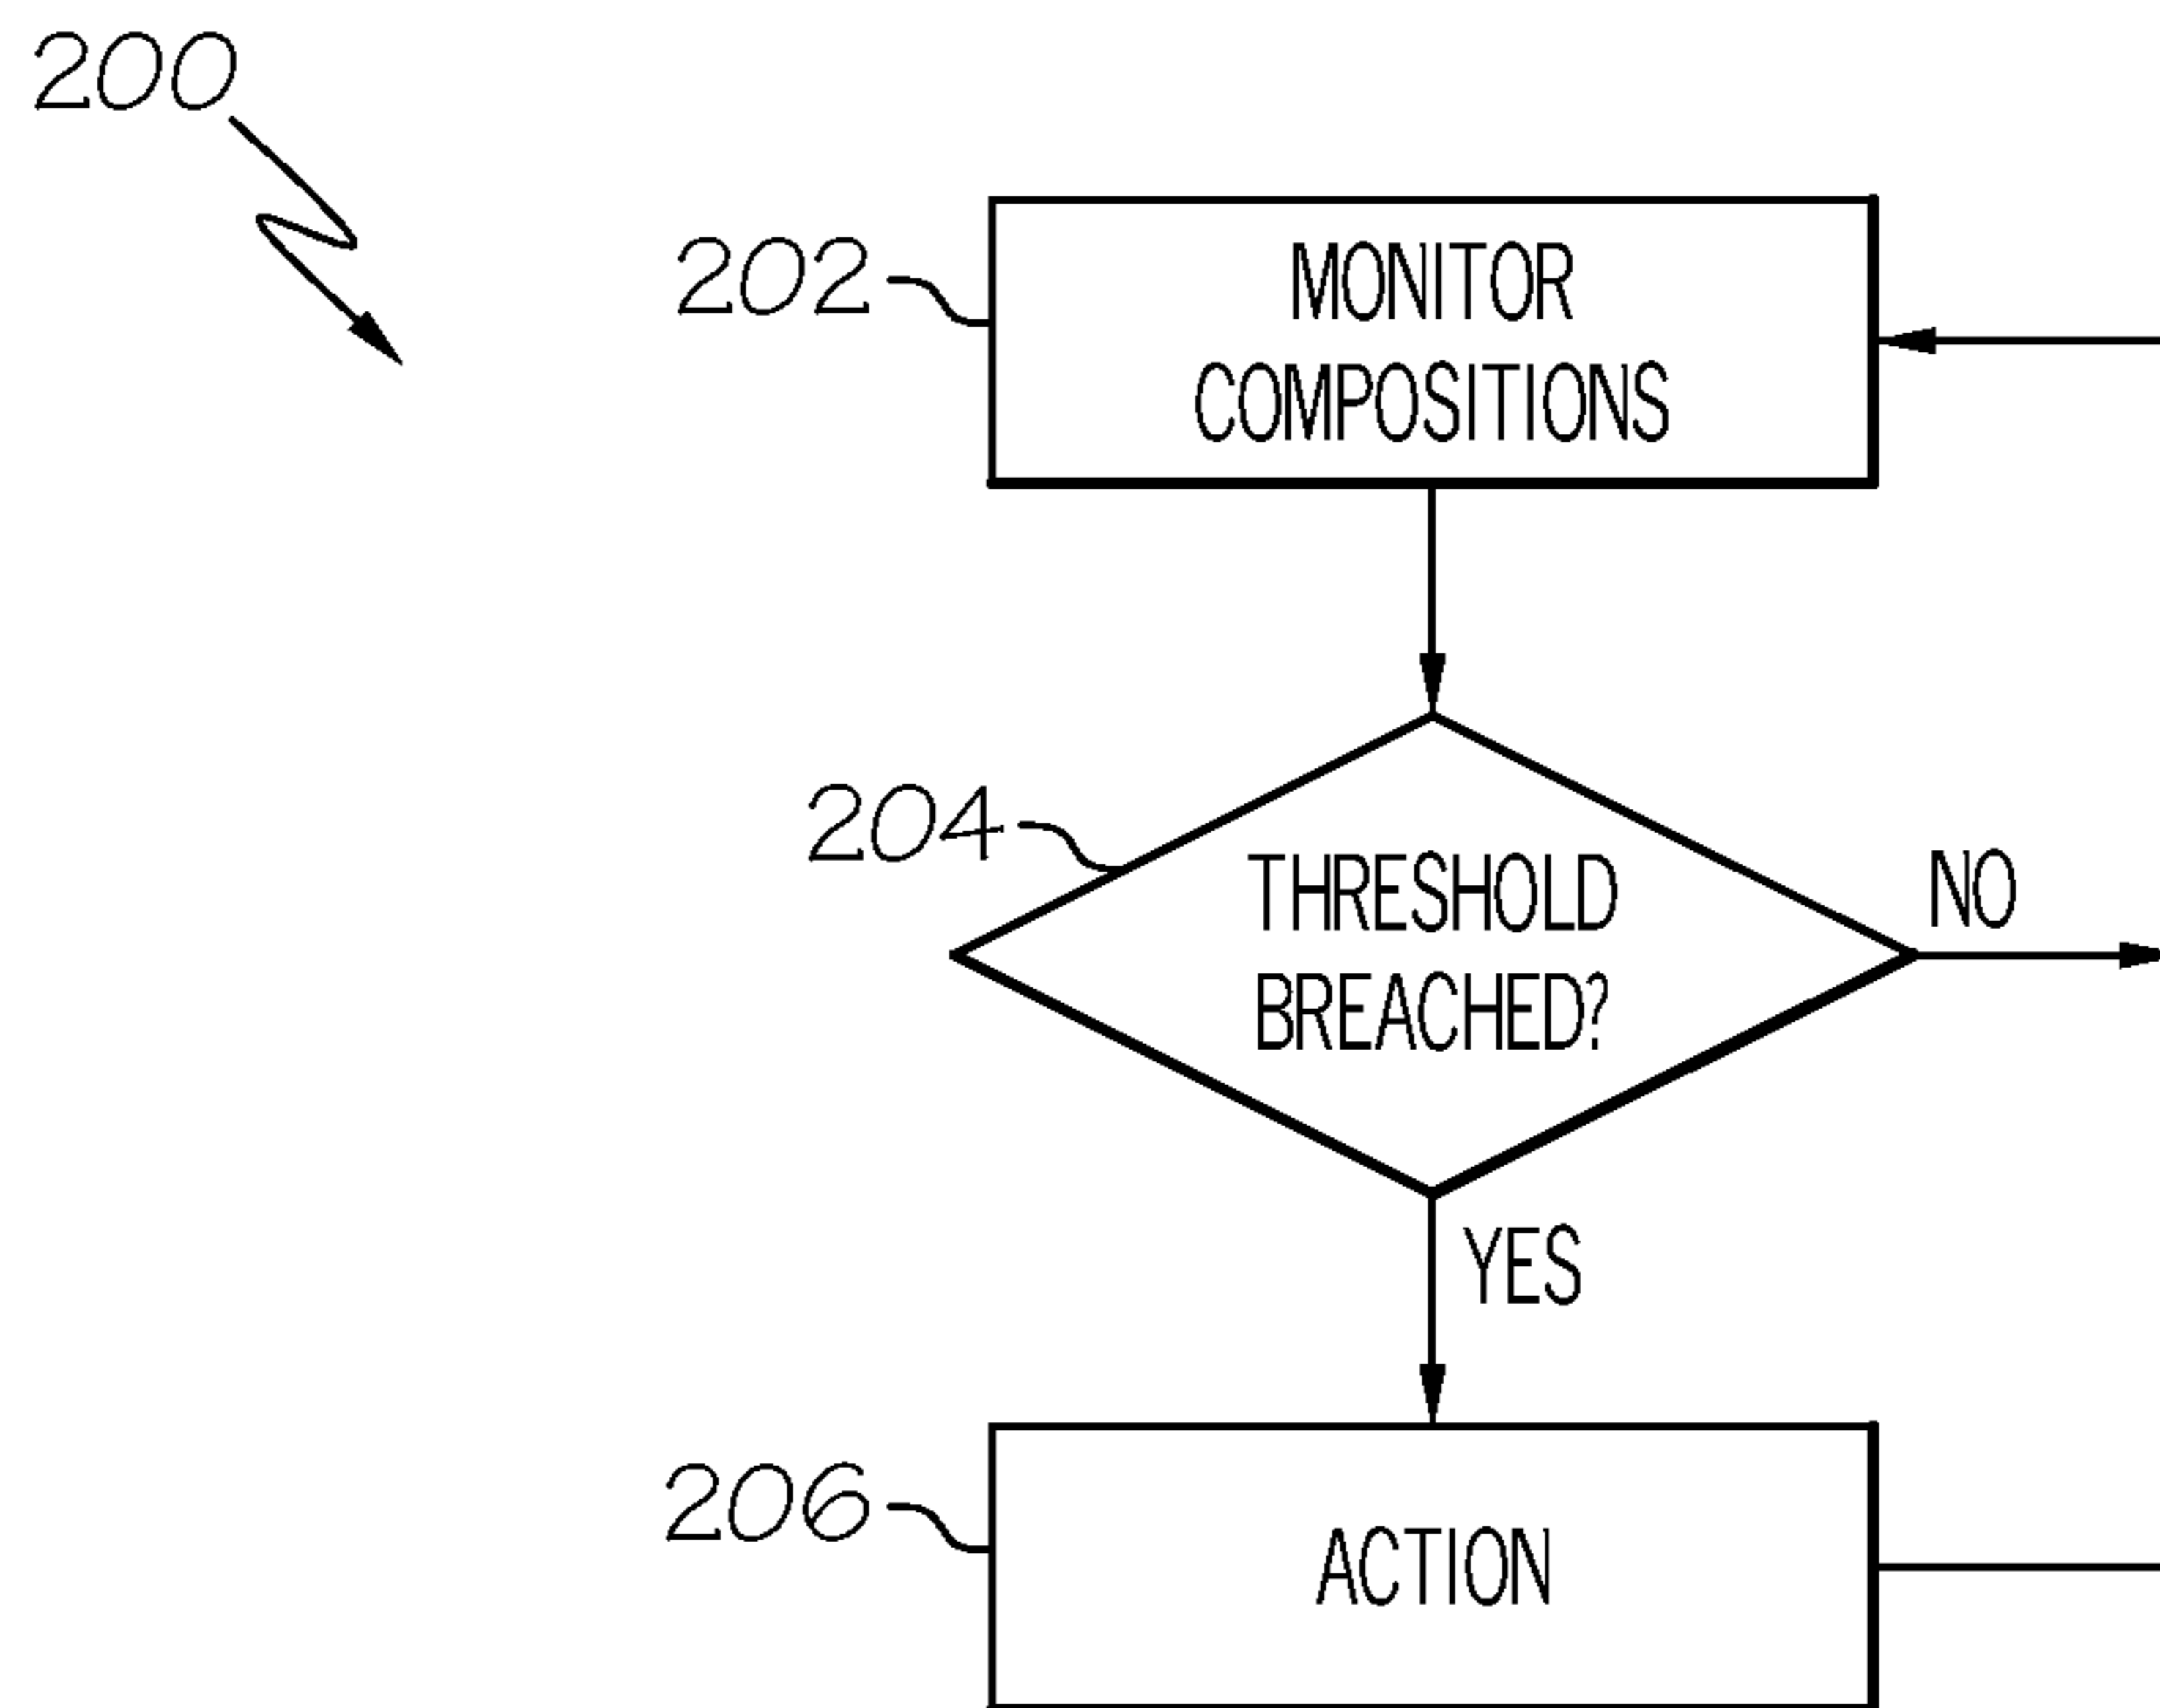 200
202
MONITOR
COMPOSITIONS
204
THRESHOLD
BREACHED?
NO
YES
206
ACTION